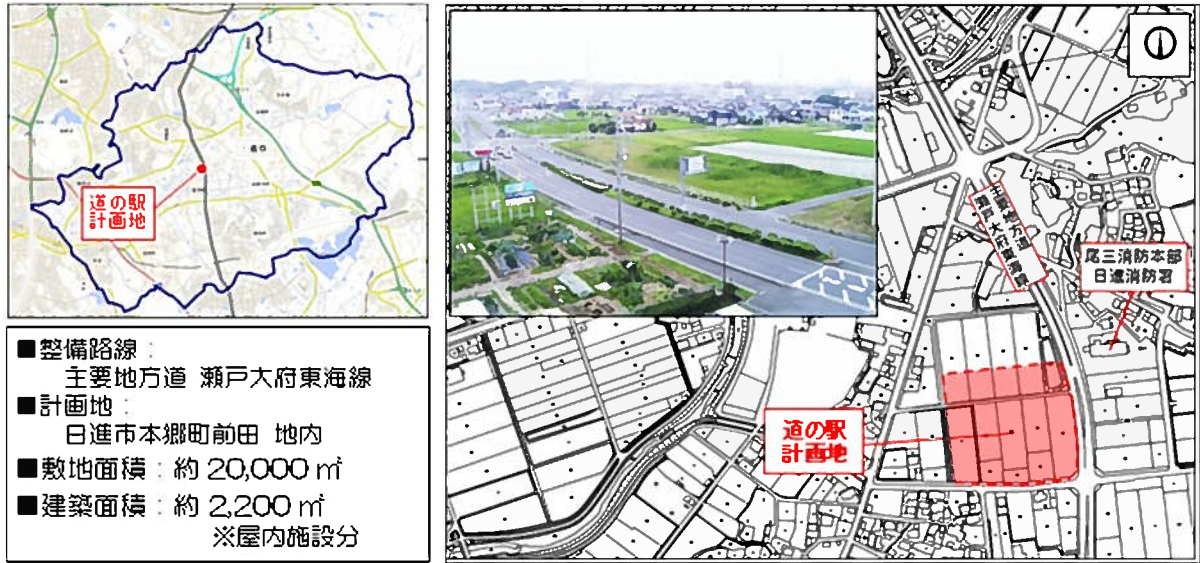 道の駅
計画地
■整備路線：
主要地方道 瀬戸大府東海線
■計画地：
日進市本郷町前田 地内
■敷地面積：約 20,000 ㎡
■建築面積：約 2,200 ㎡
※屋内施設分
主要地方道
瀬戸大府東海線
尾三消防本部
日進消防署
道の駅
計画地